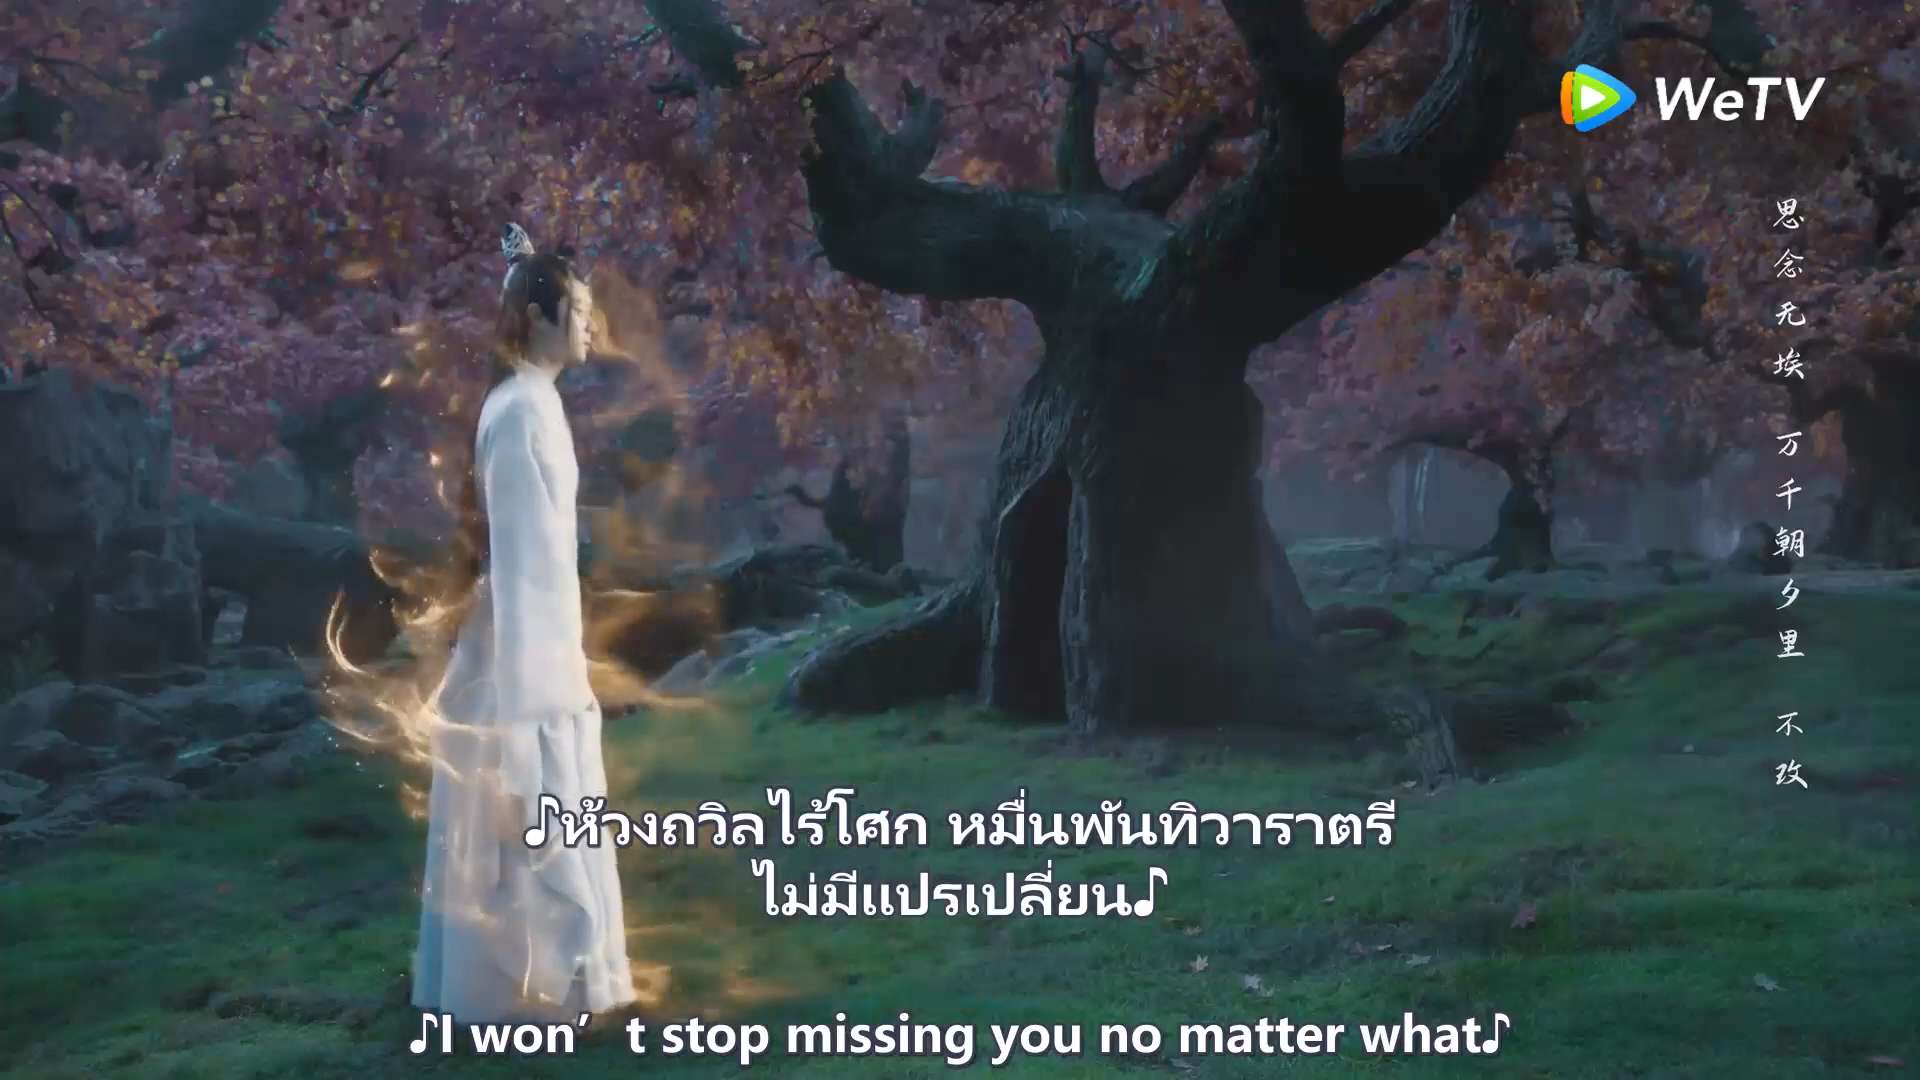 WeTV
思念无埃 万千朝夕里 不改
♪ห้วงถวิลไร้โศก หมื่นพันทิวาราตรี
ไม่มีแปรเปลี่ยน♪
♪I won't stop missing you no matter what♪